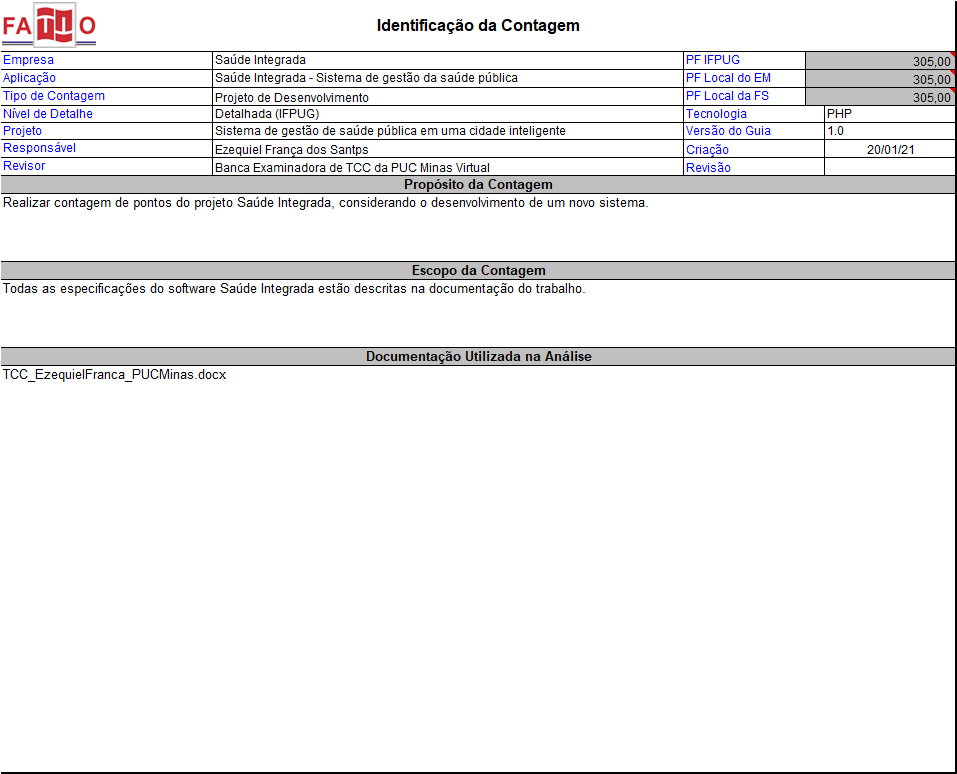 FATTO
Identificação da Contagem
Empresa Saúde Integrada PF IFPUG 305,00
Aplicação Saúde Integrada - Sistema de gestão da saúde pública PF Local do EM 305,00
Tipo de Contagem Projeto de Desenvolvimento PF Local da FS 305,00
Nível de Detalhe Detalhada (IFPUG) Tecnologia PHP
Projeto Sistema de gestão de saúde pública em uma cidade inteligente Versão do Guia 1.0
Responsável Ezequiel França dos Santps Criação 20/01/21
Revisor Banca Examinadora de TCC da PUC Minas Virtual Revisão
Propósito da Contagem
Realizar contagem de pontos do projeto Saúde Integrada, considerando o desenvolvimento de um novo sistema.
Escopo da Contagem
Todas as especificações do software Saúde Integrada estão descritas na documentação do trabalho.
Documentação Utilizada na Análise
TCC_EzequielFranca_PUCMinas.docx